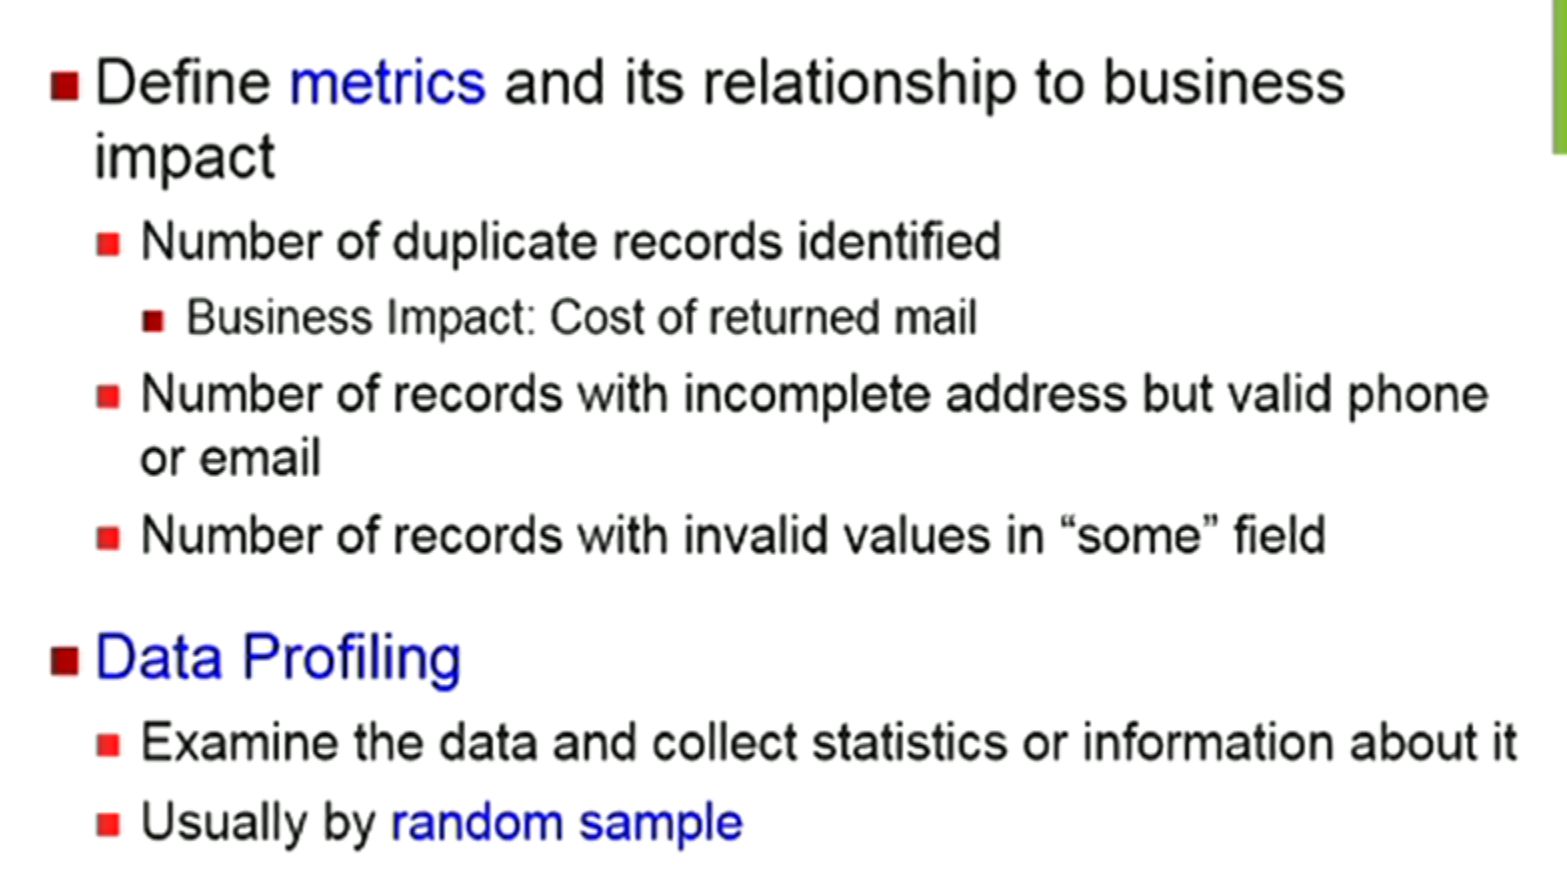 Define metrics and its relationship to business
impact
Number of duplicate records identified
Business Impact: Cost of returned mail
Number of records with incomplete address but valid phone
or email
Number of records with invalid values in “some” field
Data Profiling
Examine the data and collect statistics or information about it
Usually by random sample